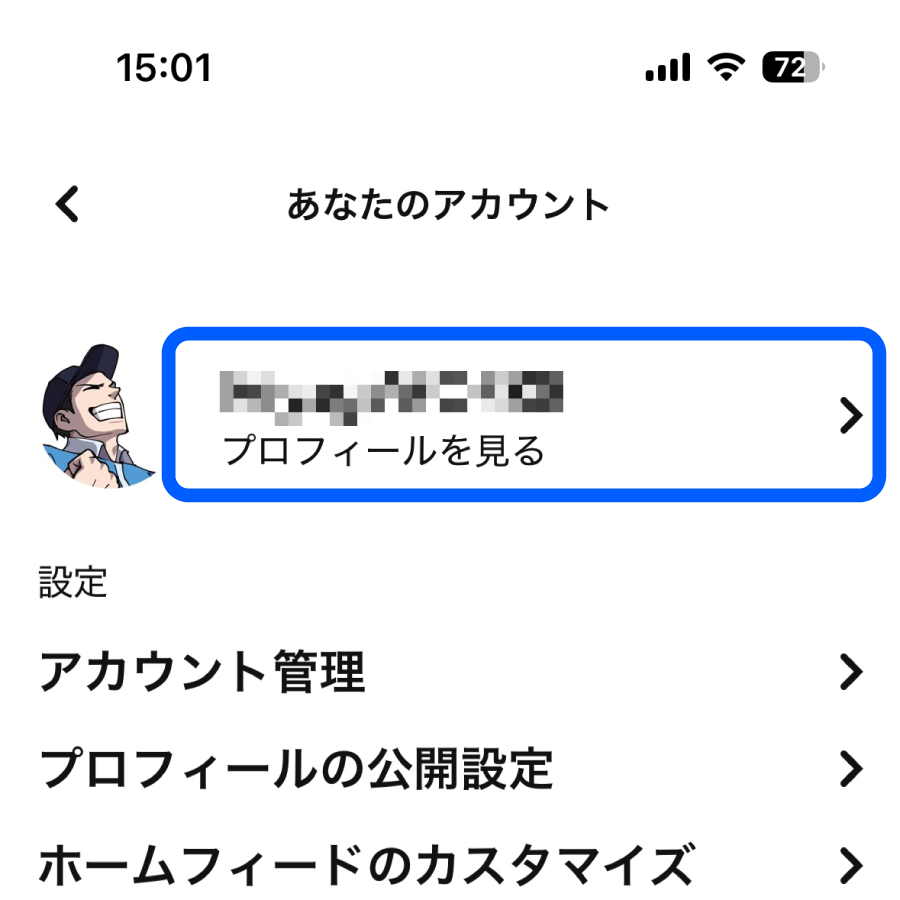 15:01
72
あなたのアカウント
プロフィールを見る
設定
アカウント管理
プロフィールの公開設定
ホームフィードのカスタマイズ